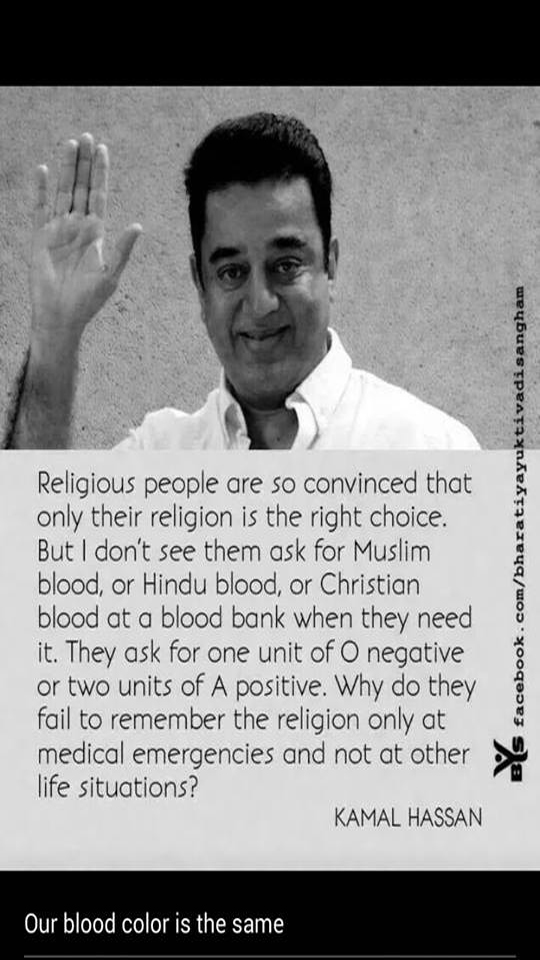 Religious people are so convinced that
only their religion is the right choice.
But I don't see them ask for Muslim
blood, or Hindu blood, or Christian
blood at a blood bank when they need
it. They ask for one unit of O negative
or two units of A positive. Why do they
fail to remember the religion only at
medical emergencies and not at other
life situations?
KAMAL HASSAN
BYS facebook.com/bharatiyayuktivadisangham
Our blood color is the same